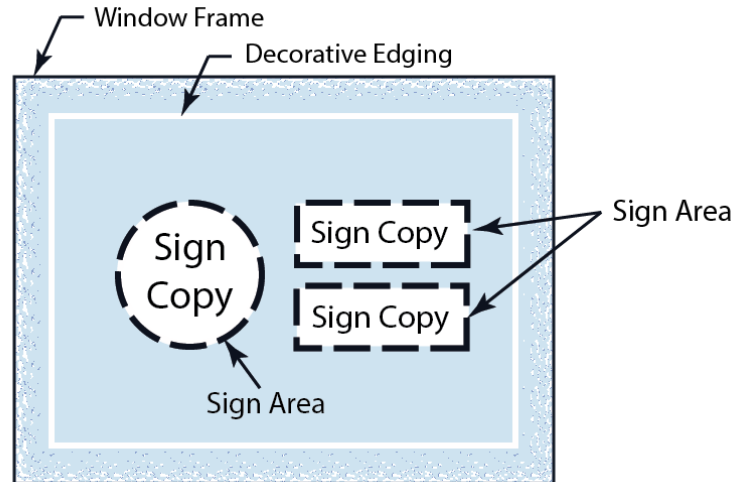 Window Frame
Decorative Edging
Sign
Copy
Sign Copy
Sign Area
Sign Copy
Sign Area